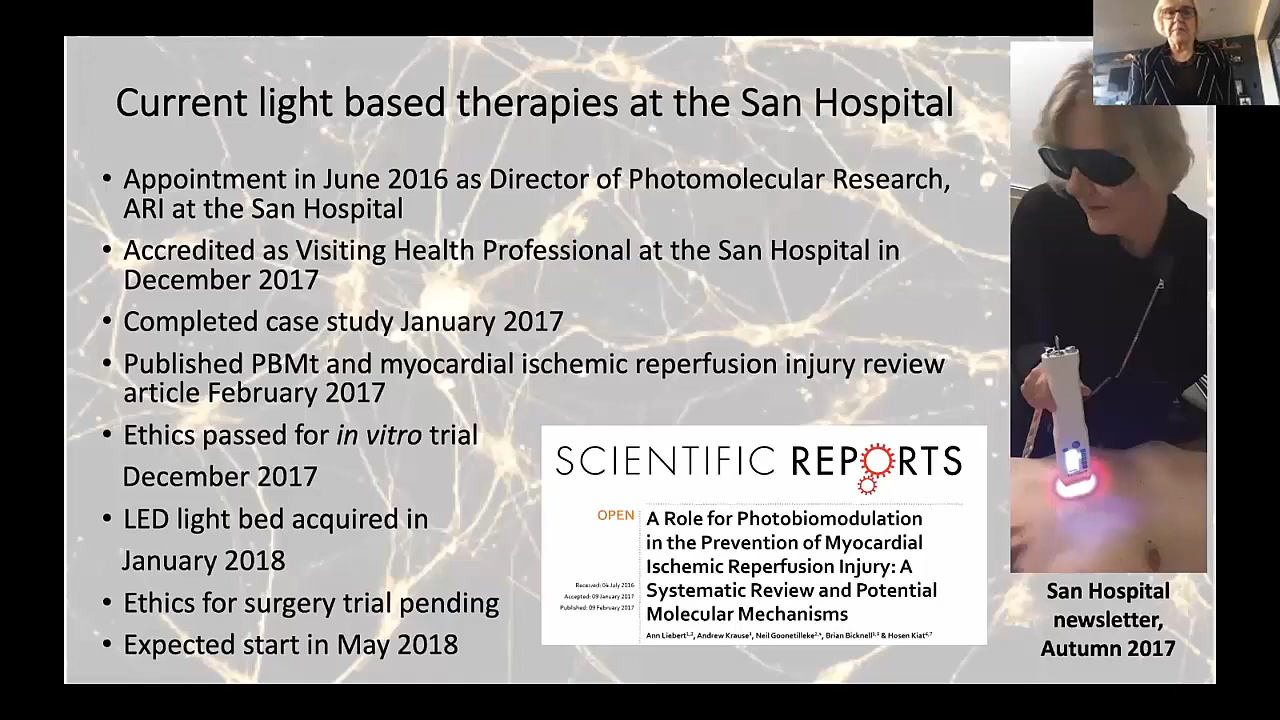 Current light based therapies at the San Hospital
• Appointment in June 2016 as Director of Photomolecular Research,
ARI at the San Hospital
• Accredited as Visiting Health Professional at the San Hospital in
December 2017
• Completed case study January 2017
• Published PBMt and myocardial ischemic reperfusion injury review
article February 2017
• Ethics passed for in vitro trial
December 2017
• LED light bed acquired in
January 2018
• Ethics for surgery trial pending
• Expected start in May 2018
SCIENTIFIC REPORTS
OPEN
A Role for Photobiomodulation
in the Prevention of Myocardial
Ischemic Reperfusion Injury: A
Systematic Review and Potential
Molecular Mechanisms
Received: 04 July 2016
Accepted: 09 January 2017
Published: 09 February 2017
Ann Liebert, Andrew Krause, Neil Goonetilleke, Brian Bicknell & Hosen Kiat
San Hospital
newsletter,
Autumn 2017